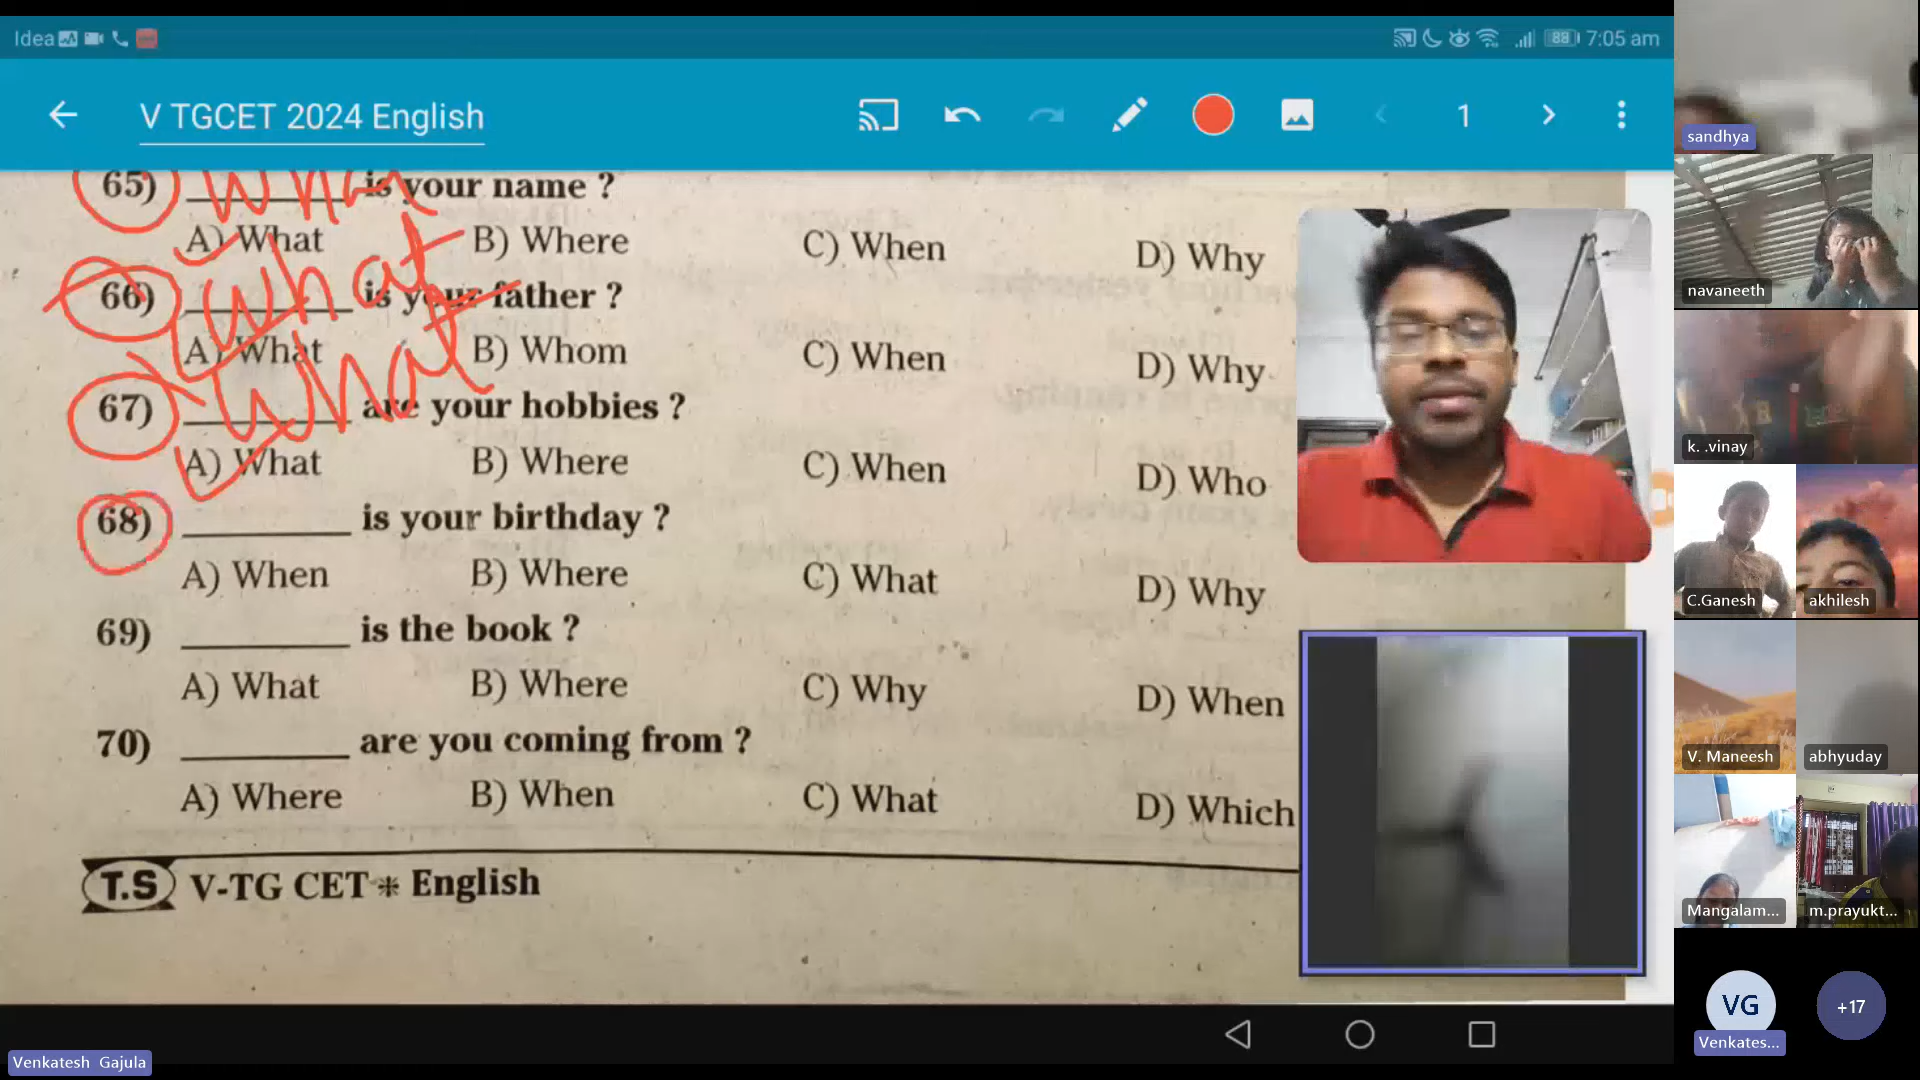 Idea
88 7:05 am
V TGCET 2024 English
1
sandhya
65) What is your name ?
A) What B) Where C) When D) Why
navaneeth
66) What is your father ?
A) What B) Whom C) When D) Why
67) What are your hobbies ?
A) What B) Where C) When D) Who
k. .vinay
68) ________ is your birthday ?
A) When B) Where C) What D) Why
C.Ganesh akhilesh
69) ________ is the book ?
A) What B) Where C) Why D) When
70) ________ are you coming from ?
A) Where B) When C) What D) Which
V. Maneesh abhyuday
T.S V-TG CET * English
Mangalam... m.prayukt...
VG +17
Venkates...
Venkatesh Gajula